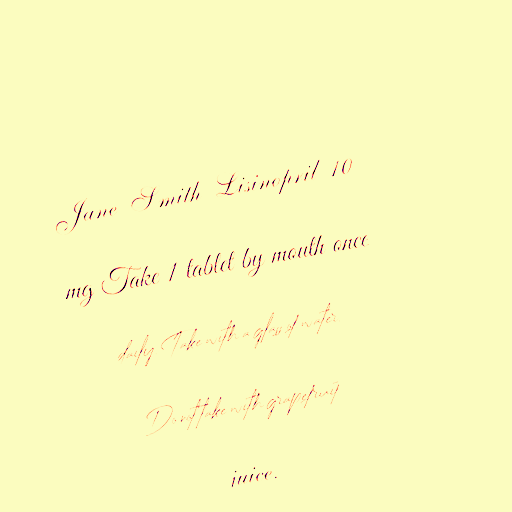 Jane Smith Lisinopril 10
mg Take 1 tablet by mouth once
daily Take with a glass of water
Do not take with grapefruit
juice.